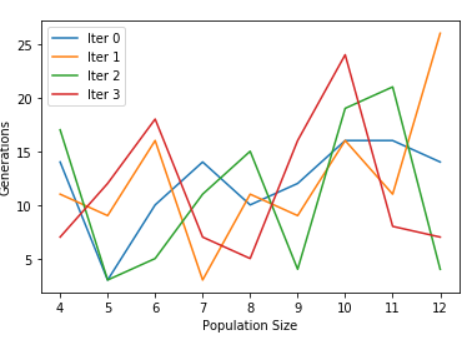 Iter 0
Iter 1
Iter 2
Iter 3
Generations
25
20
15
10
5
4 5 6 7 8 9 10 11 12
Population Size